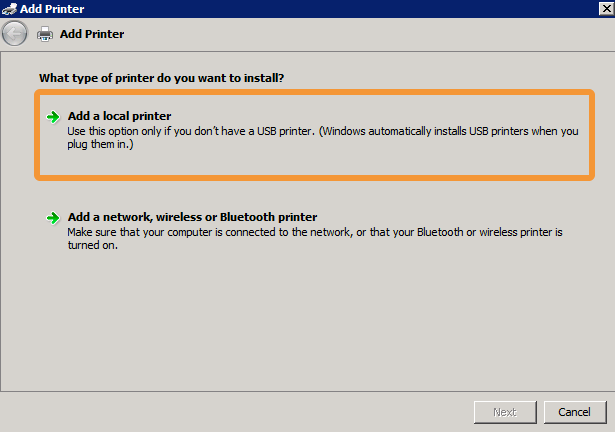 Add Printer
Add Printer
What type of printer do you want to install?
Add a local printer
Use this option only if you don't have a USB printer. (Windows automatically installs USB printers when you
plug them in.)
Add a network, wireless or Bluetooth printer
Make sure that your computer is connected to the network, or that your Bluetooth or wireless printer is
turned on.
Next
Cancel